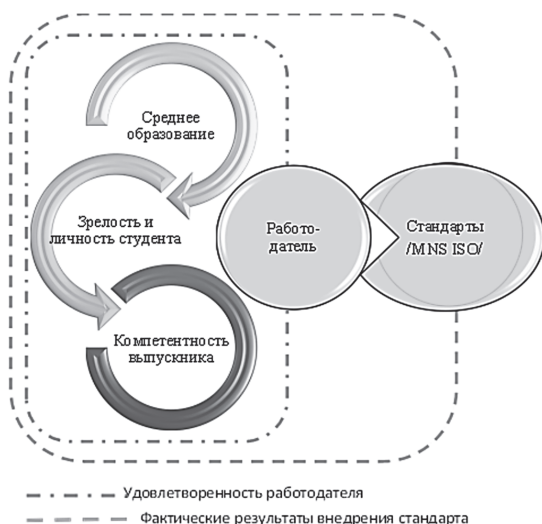 Среднее
образование
Зрелость и
личность студента
Компетентность
выпускника
Работо-
датель
Стандарты
/MNS ISO/
Удовлетворенность работодателя
Фактические результаты внедрения стандарта